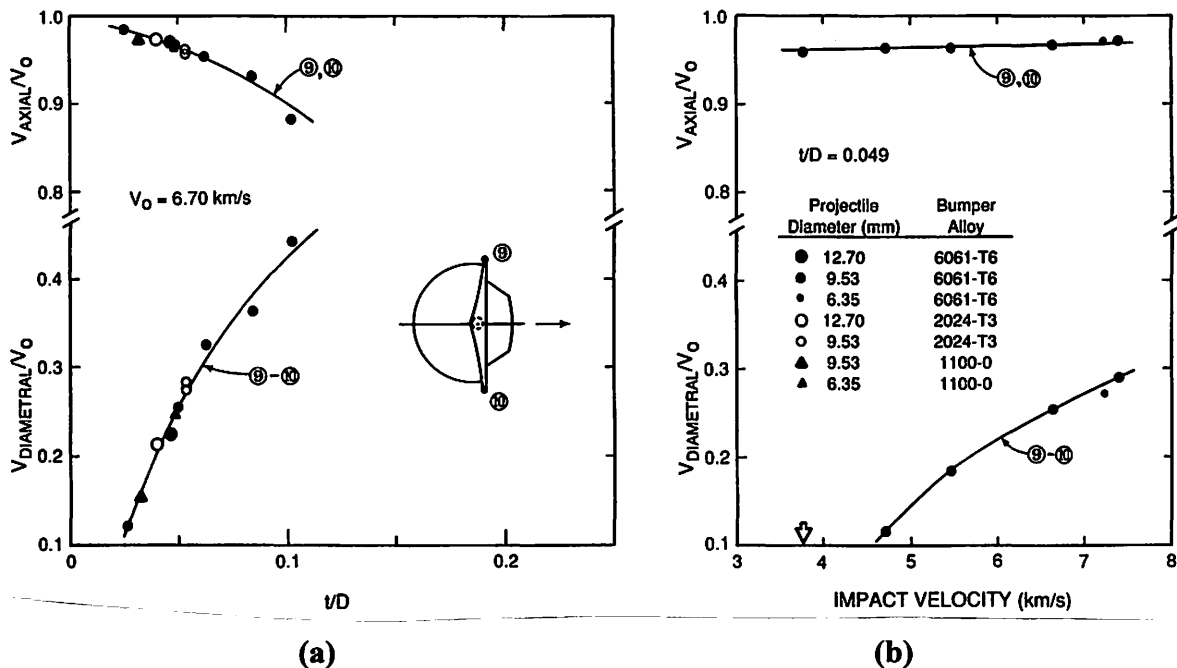 1.0
0.9
0.8
V_AXIAL/V_O
⑨,⑩
V_O = 6.70 km/s
0.4
0.3
0.2
0.1
V_DIAMETRAL/V_O
⑨
⑩
⑨-⑩
0
0.1
0.2
t/D
(a)
1.0
0.9
0.8
V_AXIAL/V_O
⑨,⑩
t/D = 0.049
Projectile Bumper
Diameter (mm) Alloy
● 12.70 6061-T6
● 9.53 6061-T6
● 6.35 6061-T6
○ 12.70 2024-T3
○ 9.53 2024-T3
▲ 9.53 1100-0
▲ 6.35 1100-0
0.4
0.3
0.2
0.1
V_DIAMETRAL/V_O
⑨-⑩
3 4 5 6 7 8
IMPACT VELOCITY (km/s)
(b)